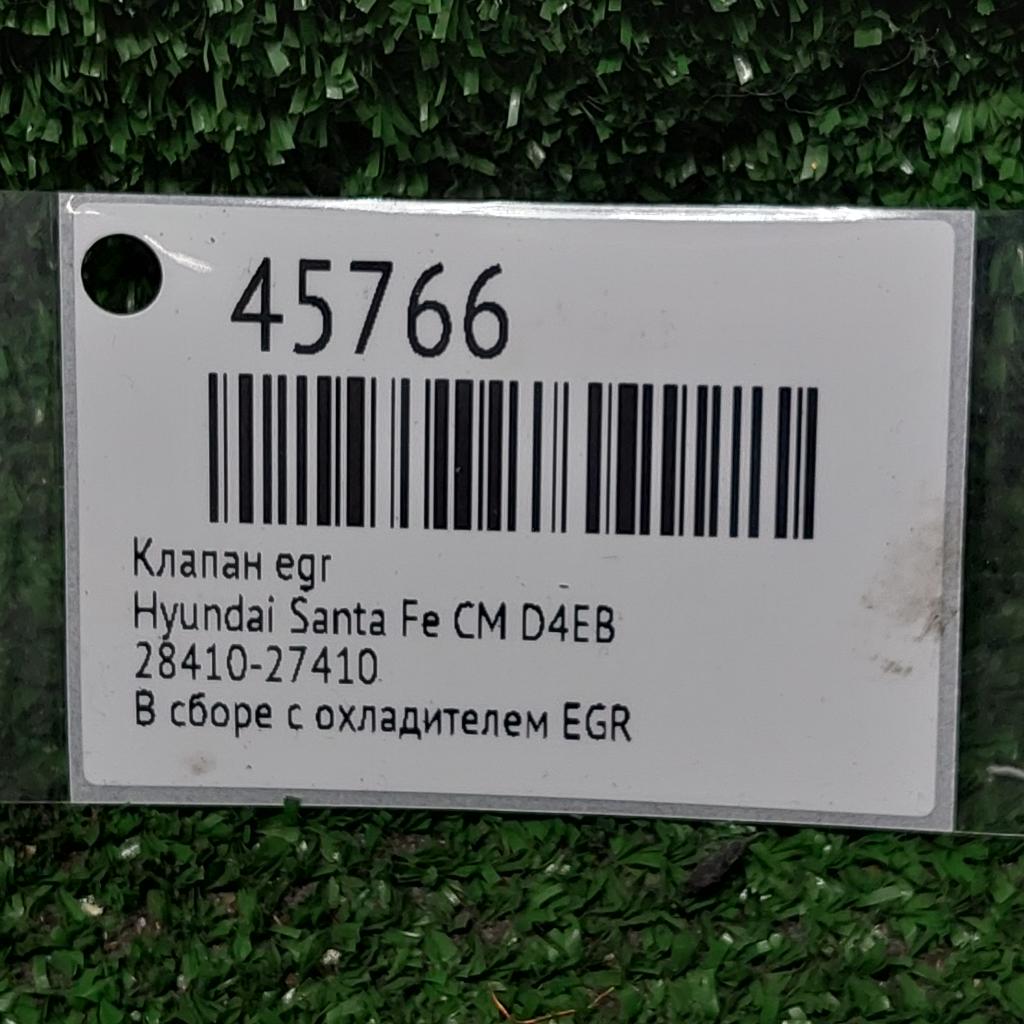 45766
Клапан egr
Hyundai Santa Fe CM D4EB
28410-27410
В сборе с охладителем EGR